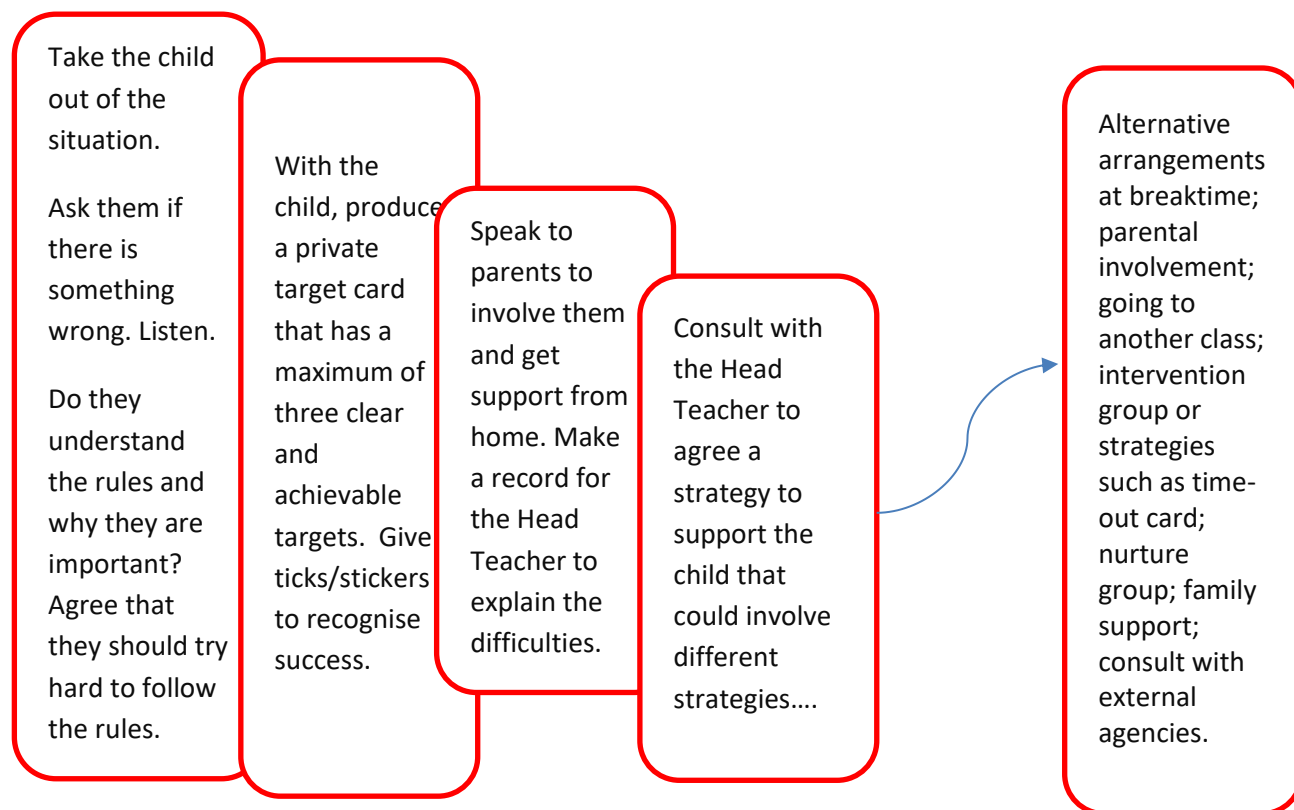 Take the child
out of the
situation.
Ask them if
there is
something
wrong. Listen.
Do they
understand
the rules and
why they are
important?
Agree that
they should try
hard to follow
the rules.
With the
child, produce
a private
target card
that has a
maximum of
three clear
and
achievable
targets.  Give
ticks/stickers
to recognise
success.
Speak to
parents to
involve them
and get
support from
home. Make
a record for
the Head
Teacher to
explain the
difficulties.
Consult with
the Head
Teacher to
agree a
strategy to
support the
child that
could involve
different
strategies….
Alternative
arrangements
at breaktime;
parental
involvement;
going to
another class;
intervention
group or
strategies
such as time-
out card;
nurture
group; family
support;
consult with
external
agencies.